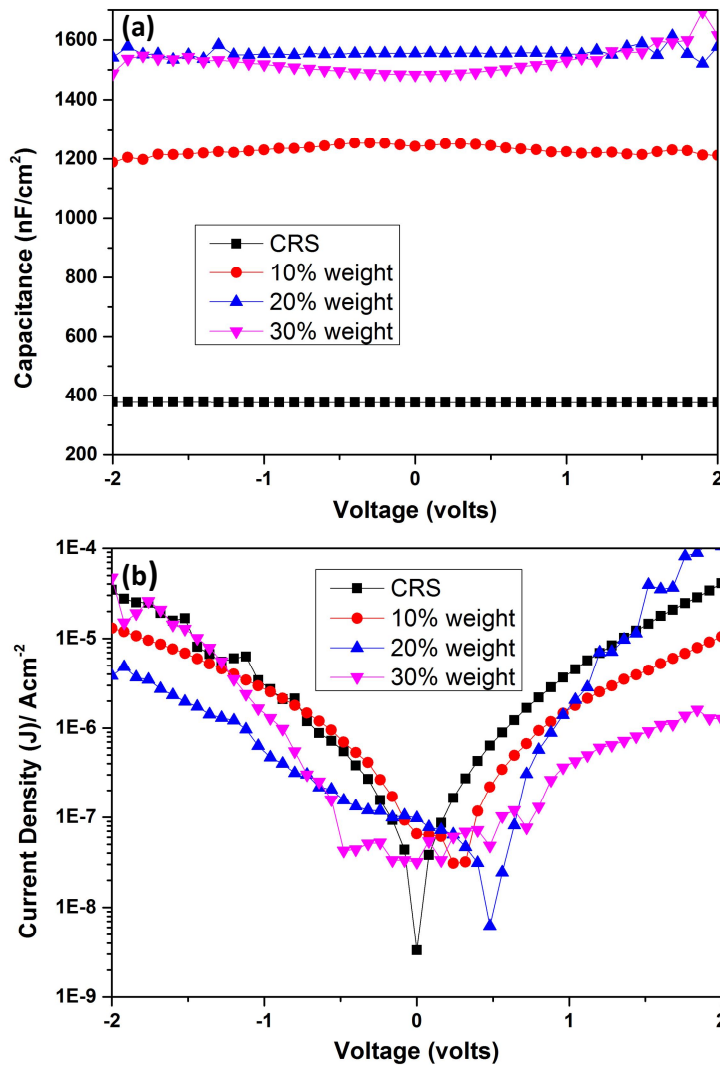 (a)
1600
1400
1200
1000
800
600
400
200
Capacitance (nF/cm²)
CRS
10% weight
20% weight
30% weight
-2
-1
0
1
2
Voltage (volts)
(b)
1E-4
1E-5
1E-6
1E-7
1E-8
1E-9
Current Density (J)/ Acm⁻²
CRS
10% weight
20% weight
30% weight
-2
-1
0
1
2
Voltage (volts)